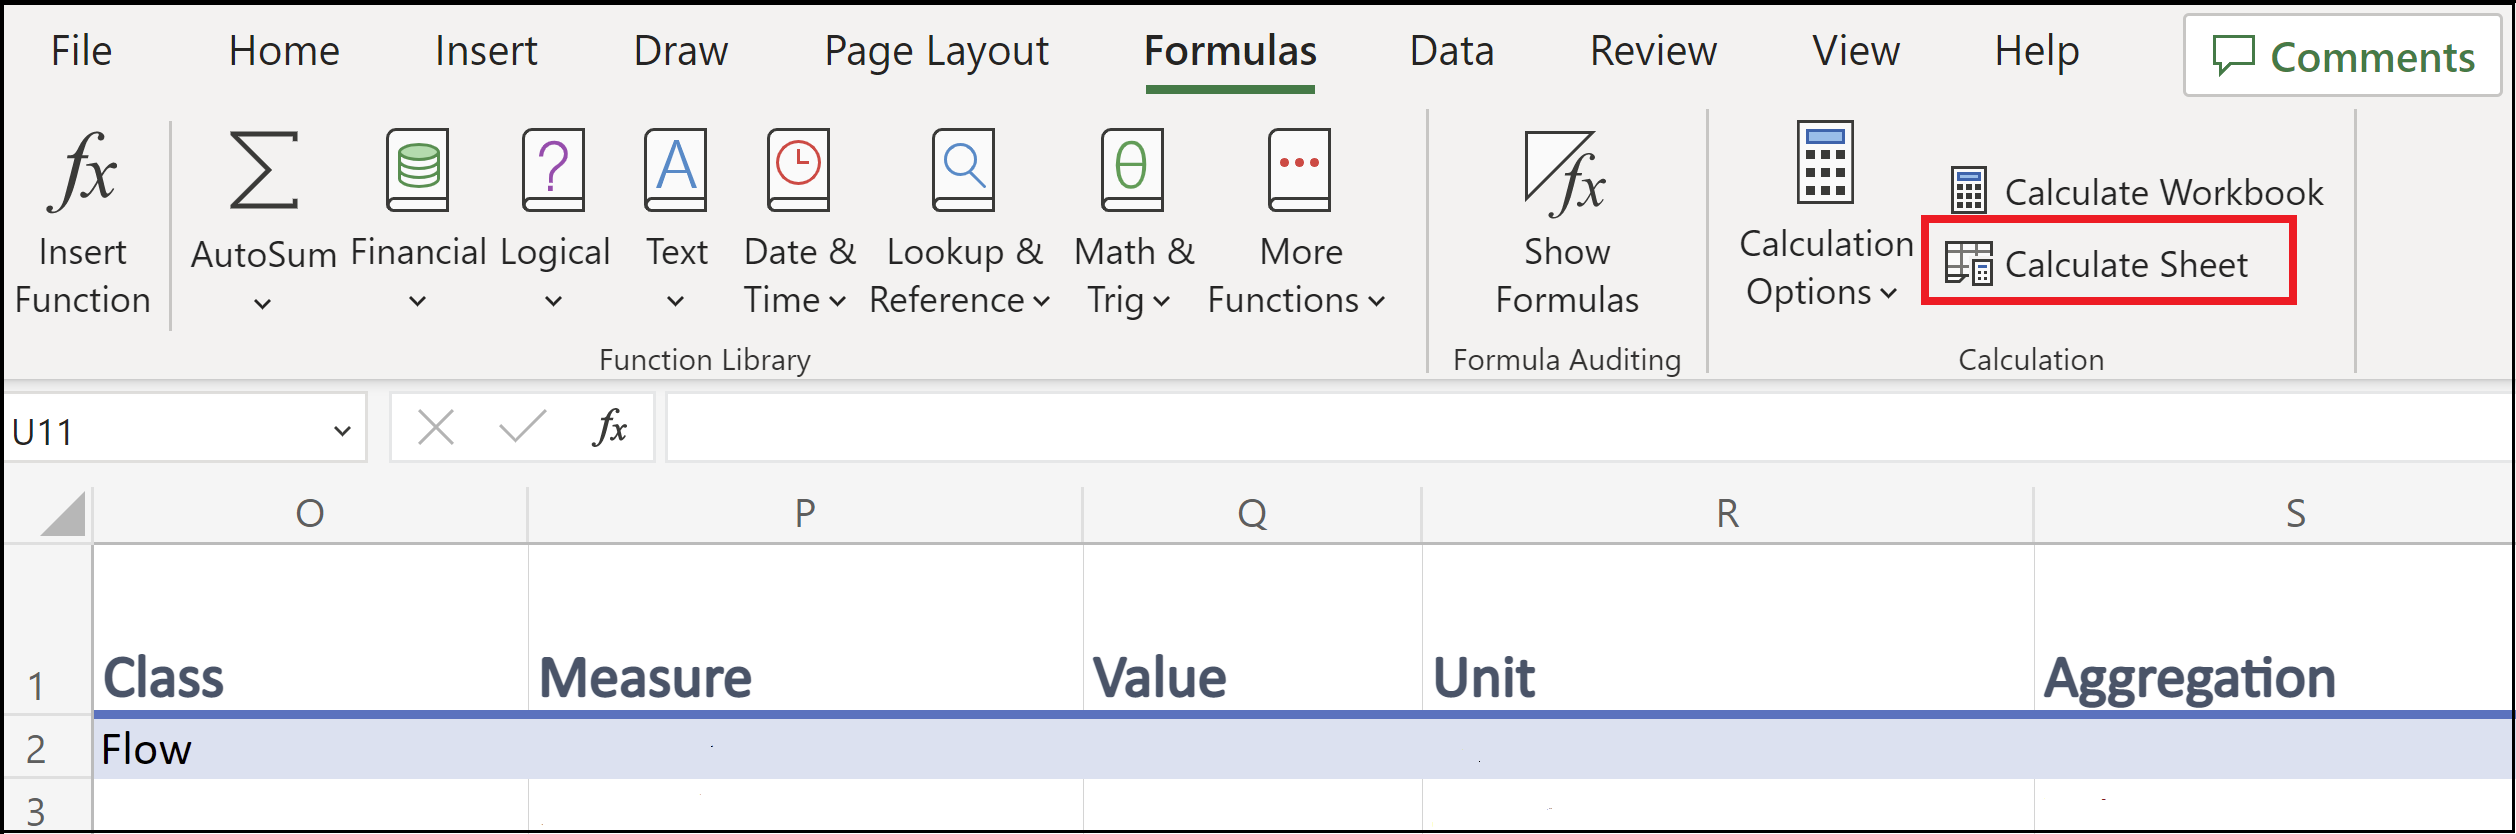 File Home Insert Draw Page Layout Formulas Data Review View Help Comments
fx Insert Function
AutoSum
Financial
Logical
A Text
Date & Time
Lookup & Reference
θ Math & Trig
More Functions
Function Library
fx Show Formulas
Formula Auditing
Calculation Options
Calculate Workbook
Calculate Sheet
Calculation
U11 fx
O P Q R S
1 Class Measure Value Unit Aggregation
2 Flow
3